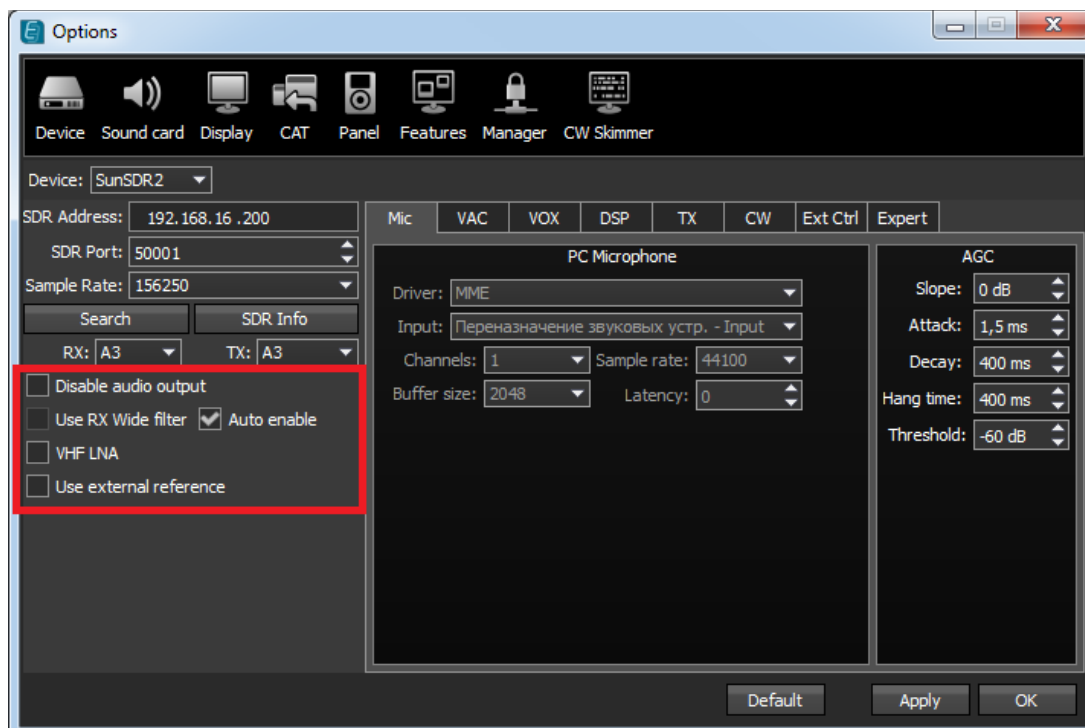 Options
Device Sound card Display CAT Panel Features Manager CW Skimmer
Device: SunSDR2
SDR Address: 192.168.16 .200
SDR Port: 50001
Sample Rate: 156250
Search SDR Info
RX: A3 TX: A3
Disable audio output
Use RX Wide filter Auto enable
VHF LNA
Use external reference
Mic VAC VOX DSP TX CW Ext Ctrl Expert
PC Microphone
Driver: MME
Input: Переназначение звуковых устр. - Input
Channels: 1 Sample rate: 44100
Buffer size: 2048 Latency: 0
AGC
Slope: 0 dB
Attack: 1,5 ms
Decay: 400 ms
Hang time: 400 ms
Threshold: -60 dB
Default Apply OK